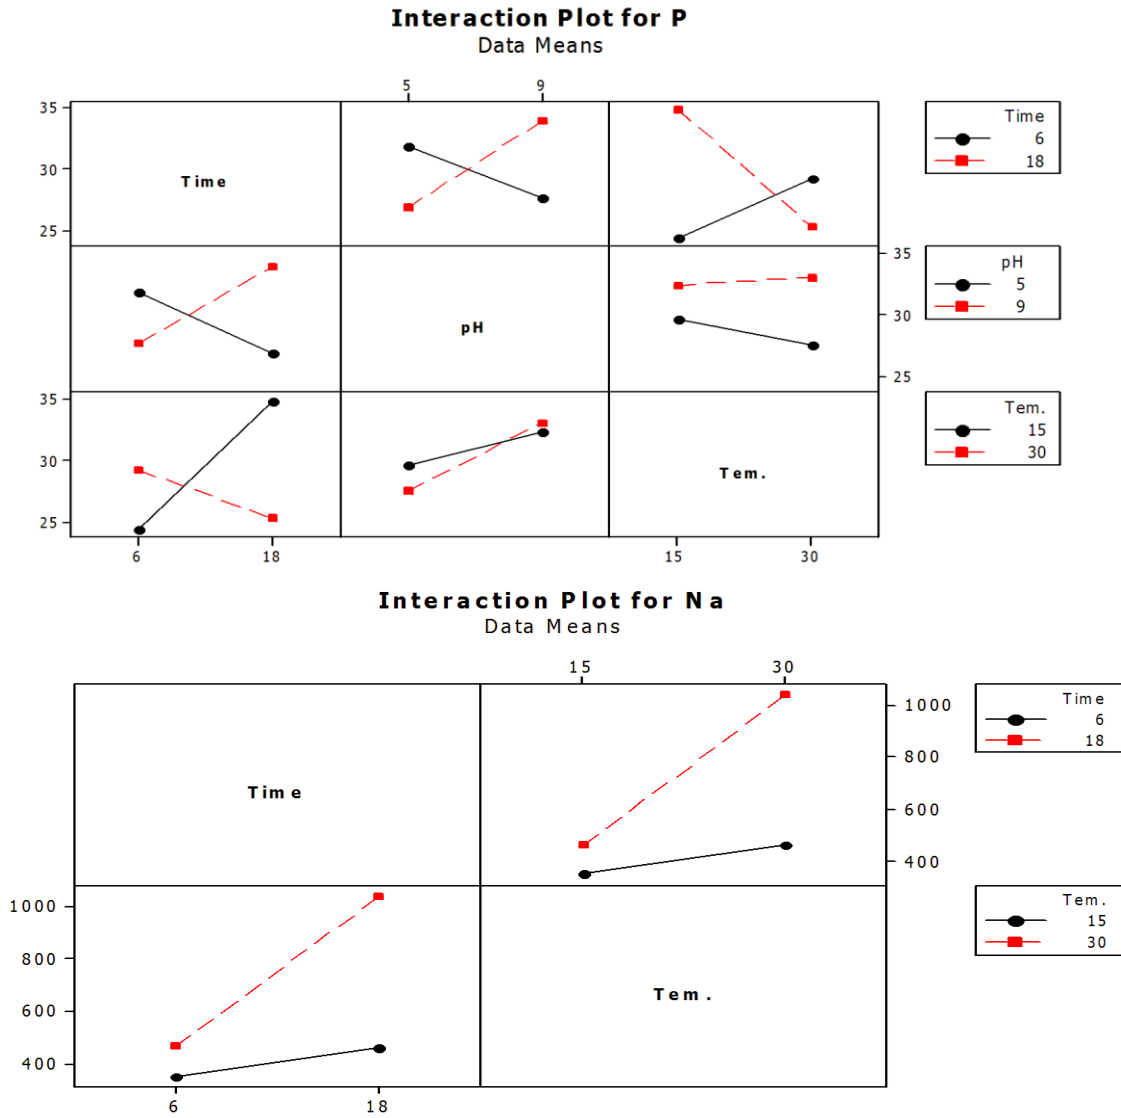 Interaction Plot for P
Data Means
5 9
35
30
25
Time
Time
6
18
pH
35
30
25
pH
5
9
35
30
25
Tem.
Tem.
15
30
6 18 15 30
Interaction Plot for Na
Data Means
15 30
Time
1000
800
600
400
Time
6
18
1000
800
600
400
Tem.
Tem.
15
30
6 18